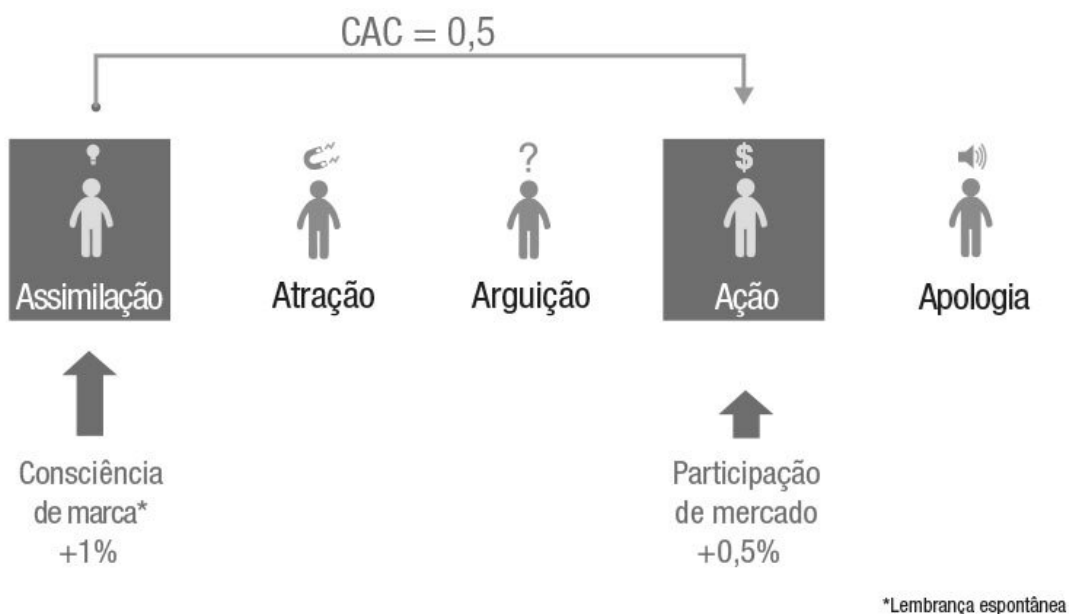 CAC = 0,5
?
$
Assimilação
Atração
Arguição
Ação
Apologia
Consciência
de marca*
+1%
Participação
de mercado
+0,5%
*Lembrança espontânea